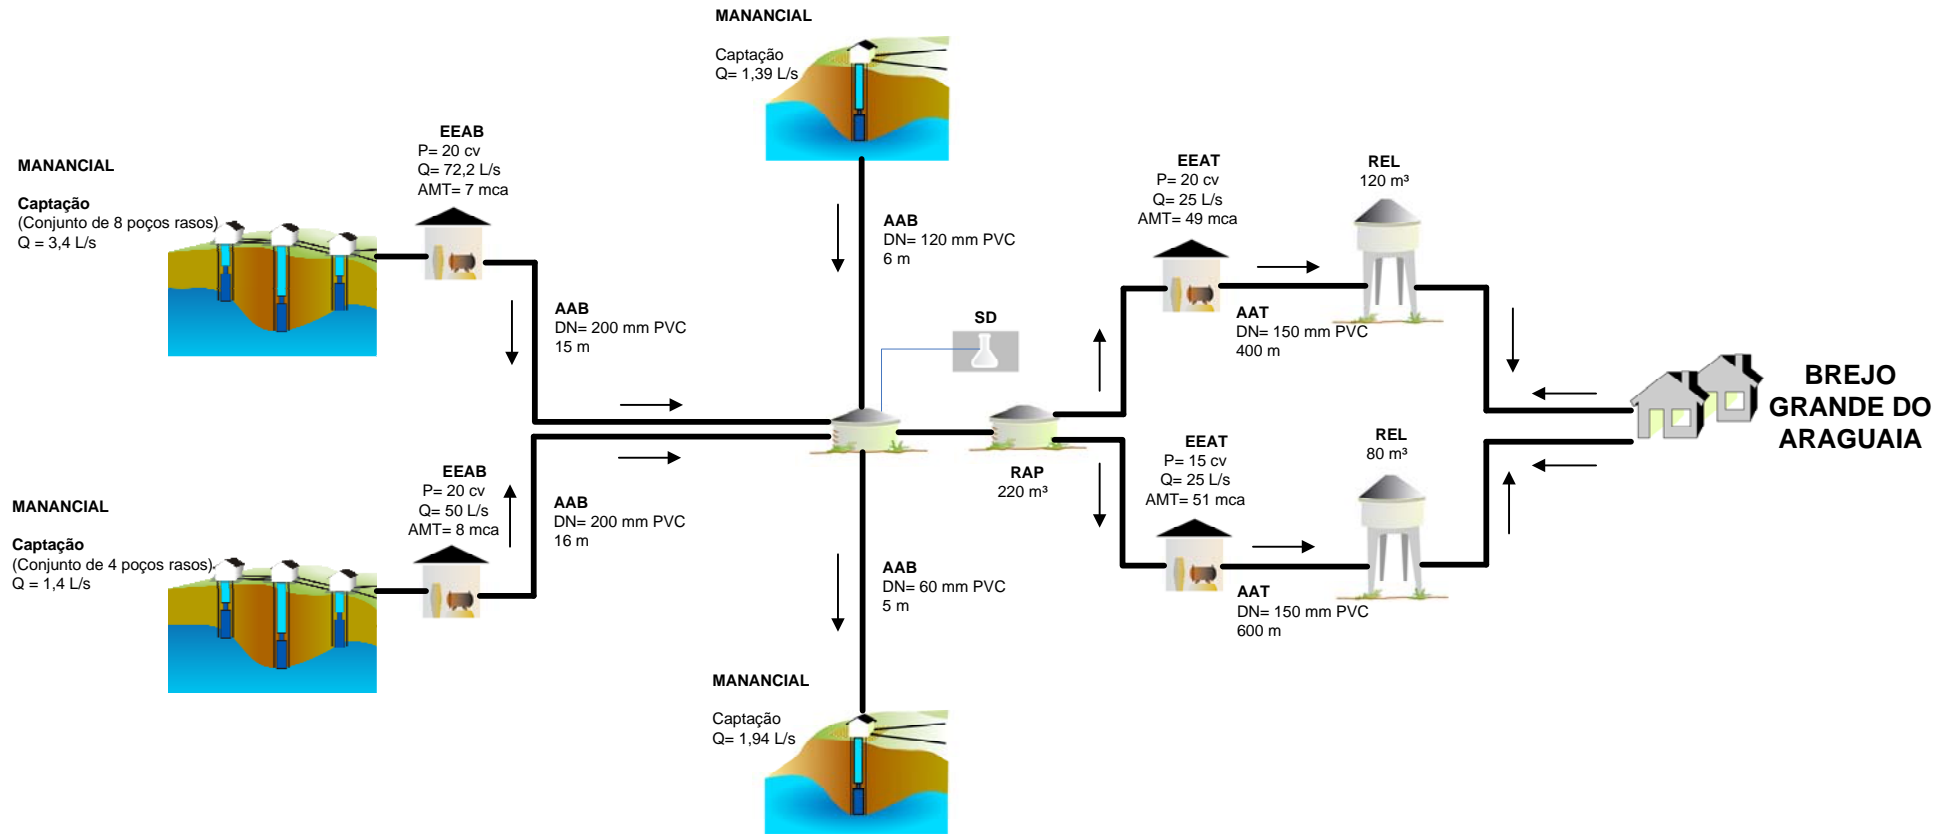 MANANCIAL
Captação
Q= 1,39 L/s
MANANCIAL
Captação
(Conjunto de 8 poços rasos)
Q = 3,4 L/s
EEAB
P= 20 cv
Q= 72,2 L/s
AMT= 7 mca
AAB
DN= 200 mm PVC
15 m
AAB
DN= 120 mm PVC
6 m
SD
EEAT
P= 20 cv
Q= 25 L/s
AMT= 49 mca
REL
120 m³
AAT
DN= 150 mm PVC
400 m
BREJO
GRANDE DO
ARAGUAIA
MANANCIAL
Captação
(Conjunto de 4 poços rasos)
Q = 1,4 L/s
EEAB
P= 20 cv
Q= 50 L/s
AMT= 8 mca
AAB
DN= 200 mm PVC
16 m
RAP
220 m³
EEAT
P= 15 cv
Q= 25 L/s
AMT= 51 mca
REL
80 m³
AAT
DN= 150 mm PVC
600 m
AAB
DN= 60 mm PVC
5 m
MANANCIAL
Captação
Q= 1,94 L/s